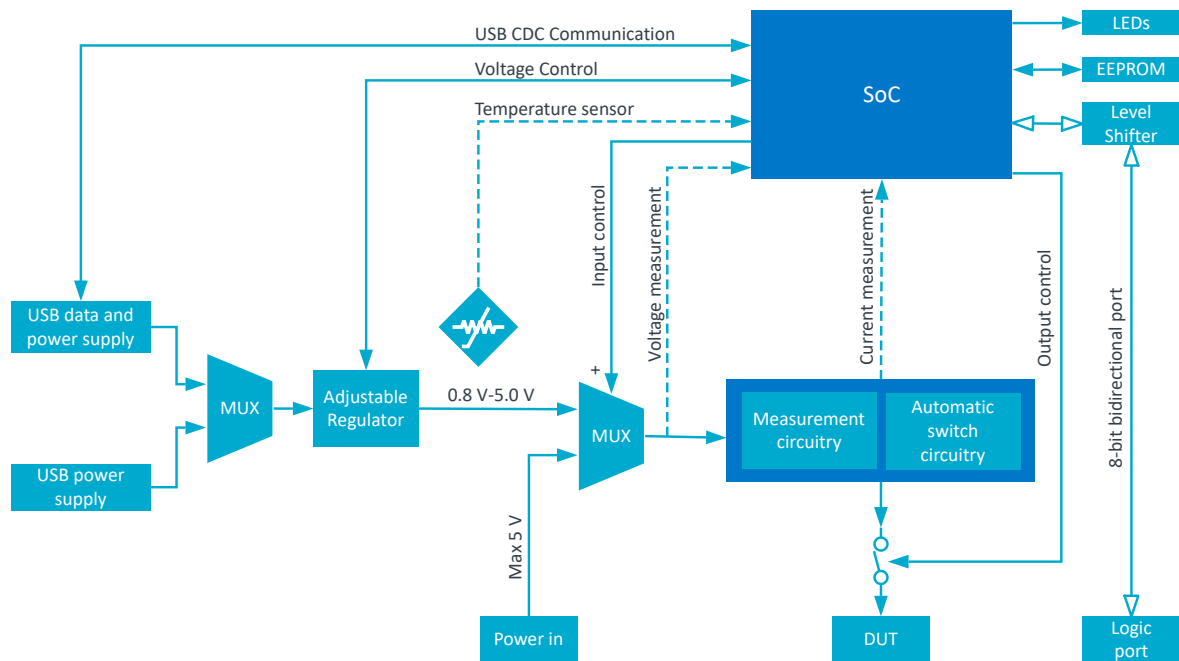 LEDs
USB CDC Communication
EEPROM
Voltage Control
SoC
Temperature sensor
Level
Shifter
Input control
Voltage measurement
Current measurement
Output control
8-bit bidirectional port
USB data and
power supply
MUX
Adjustable
Regulator
0.8 V-5.0 V
+
MUX
Measurement
circuitry
Automatic
switch
circuitry
USB power
supply
Max 5 V
Power in
DUT
Logic
port